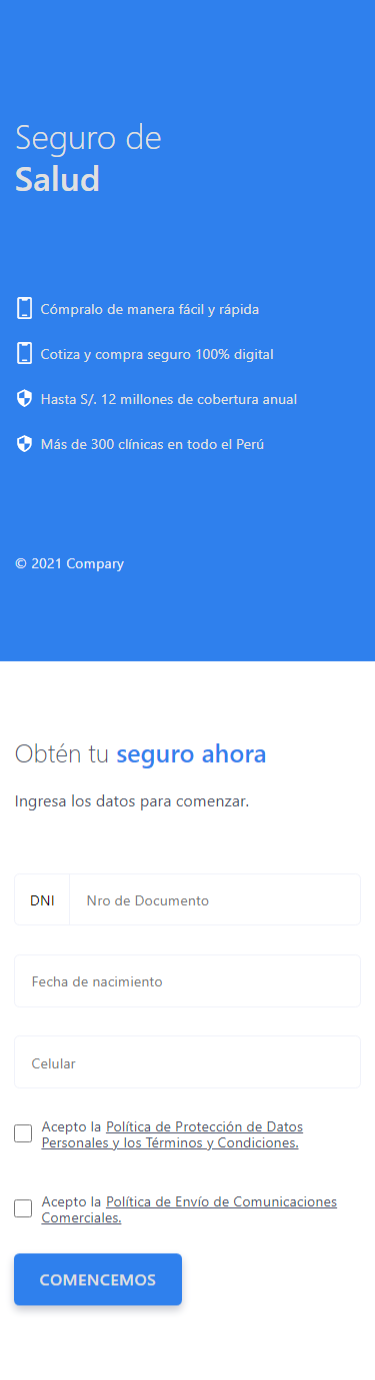 Seguro de
Salud
Cómpralo de manera fácil y rápida
Cotiza y compra seguro 100% digital
Hasta S/. 12 millones de cobertura anual
Más de 300 clínicas en todo el Perú
© 2021 Compary
Obtén tu seguro ahora
Ingresa los datos para comenzar.
DNI Nro de Documento
Fecha de nacimiento
Celular
Acepto la Política de Protección de Datos
Personales y los Términos y Condiciones.
Acepto la Política de Envío de Comunicaciones
Comerciales.
COMENCEMOS